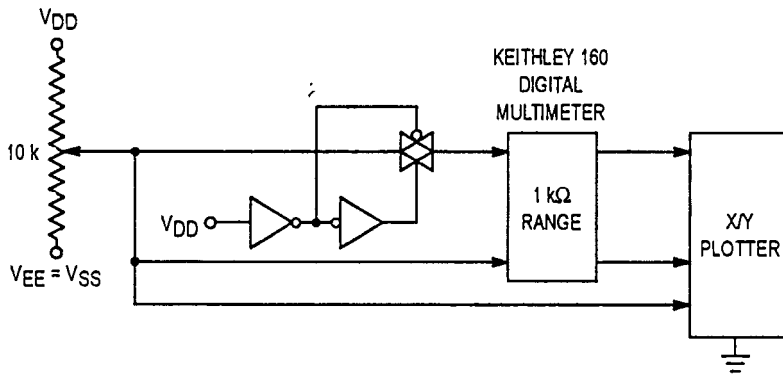 VDD
10 k
VEE = VSS
VDD
KEITHLEY 160
DIGITAL
MULTIMETER
1 kΩ
RANGE
X/Y
PLOTTER